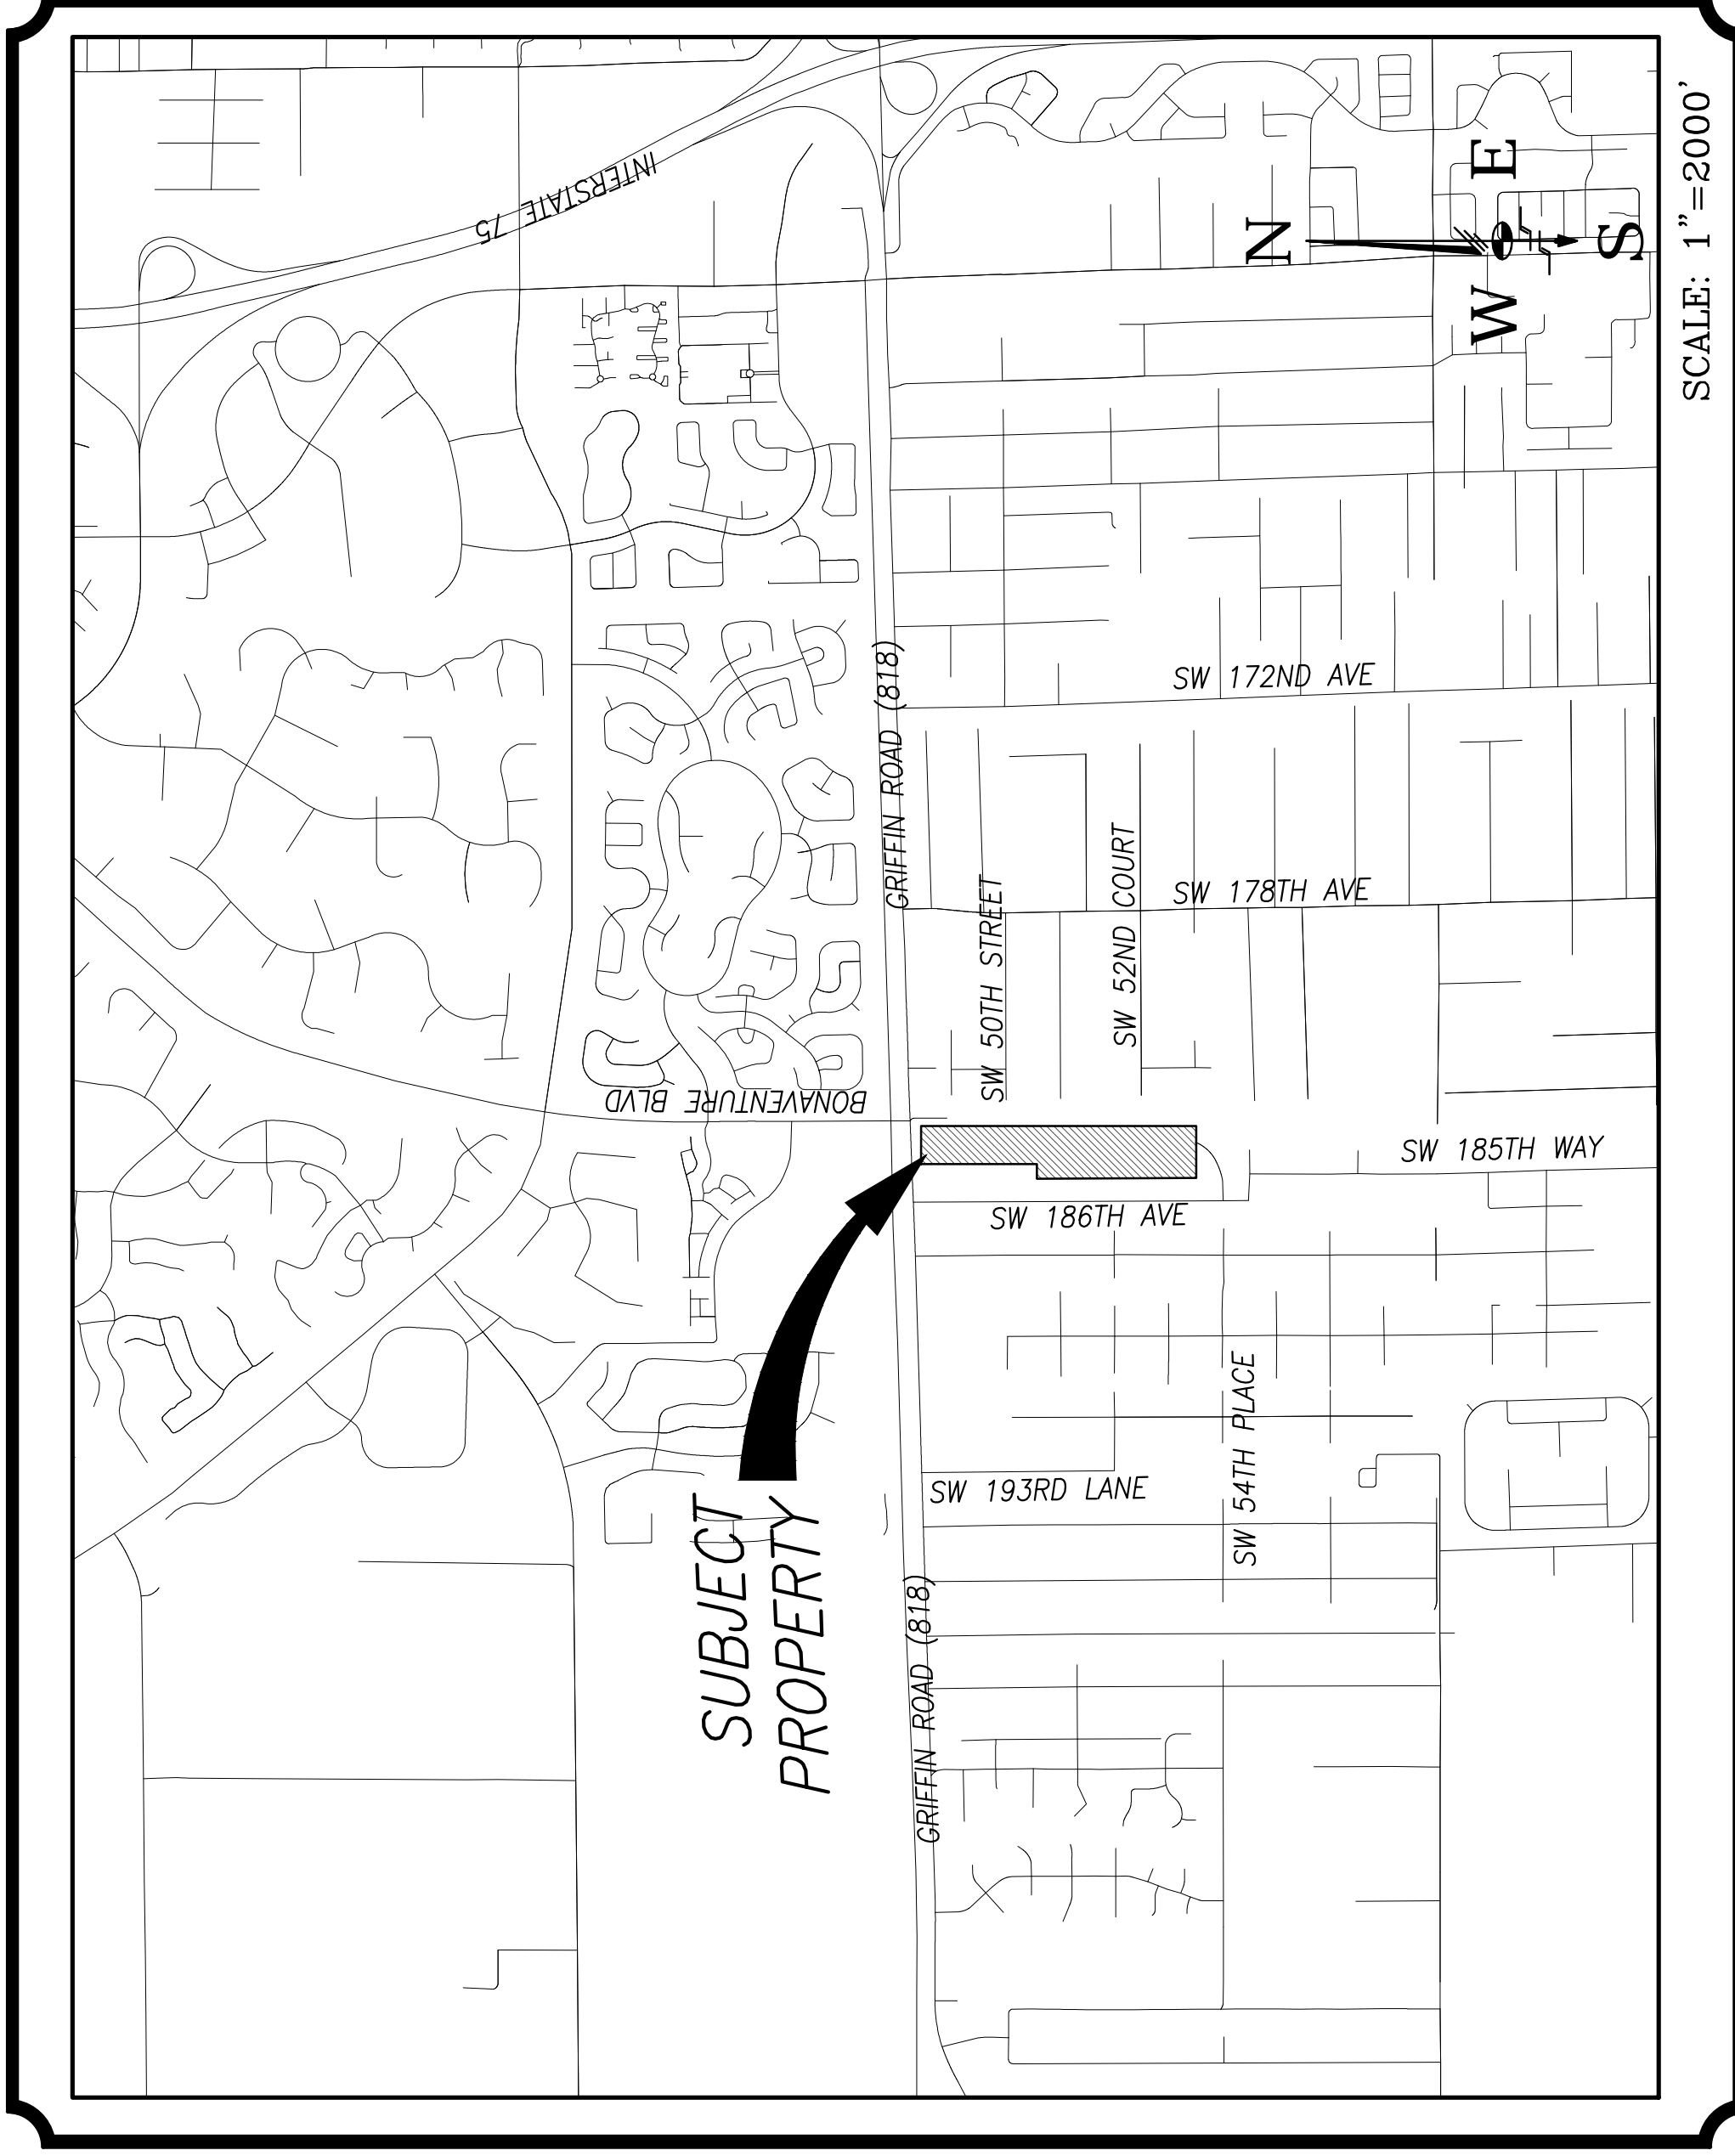 INTERSTATE 75
GRIFFIN ROAD (818)
SW 172ND AVE
SW 178TH AVE
SW 50TH STREET
SW 52ND COURT
BONAVENTURE BLVD
SW 185TH WAY
SW 186TH AVE
SW 193RD LANE
SW 54TH PLACE
GRIFFIN ROAD (818)
SUBJECT
PROPERTY
N
W
E
S
SCALE: 1"=2000'